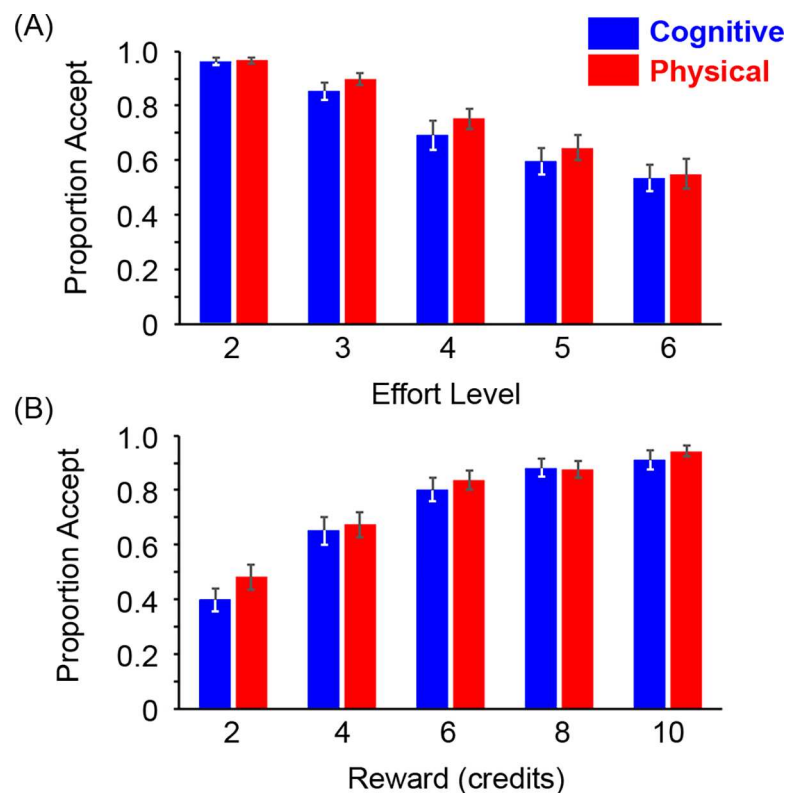 (A)
Cognitive
Physical
Proportion Accept
1.0
0.8
0.6
0.4
0.2
0
2 3 4 5 6
Effort Level
(B)
Proportion Accept
1.0
0.8
0.6
0.4
0.2
0
2 4 6 8 10
Reward (credits)